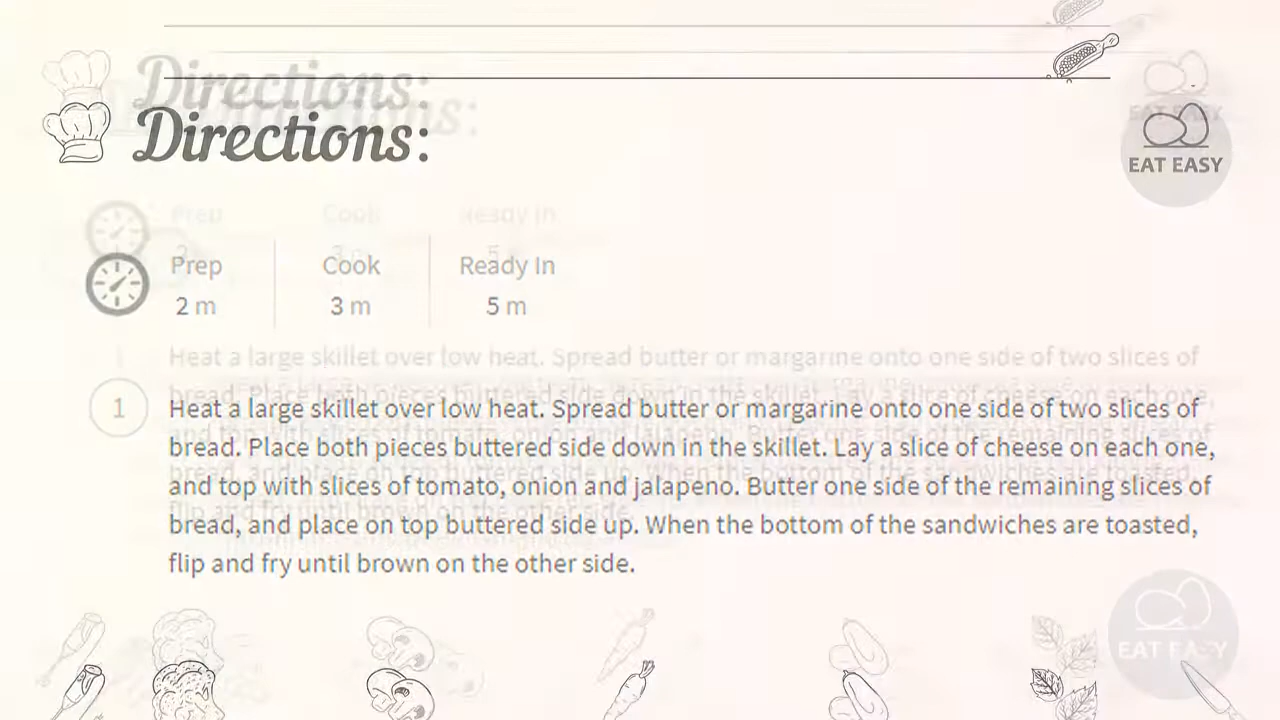 Directions:
EAT EASY
Prep Cook Ready In
2 m 3 m 5 m
1 Heat a large skillet over low heat. Spread butter or margarine onto one side of two slices of
bread. Place both pieces buttered side down in the skillet. Lay a slice of cheese on each one,
and top with slices of tomato, onion and jalapeno. Butter one side of the remaining slices of
bread, and place on top buttered side up. When the bottom of the sandwiches are toasted,
flip and fry until brown on the other side.
EAT EASY